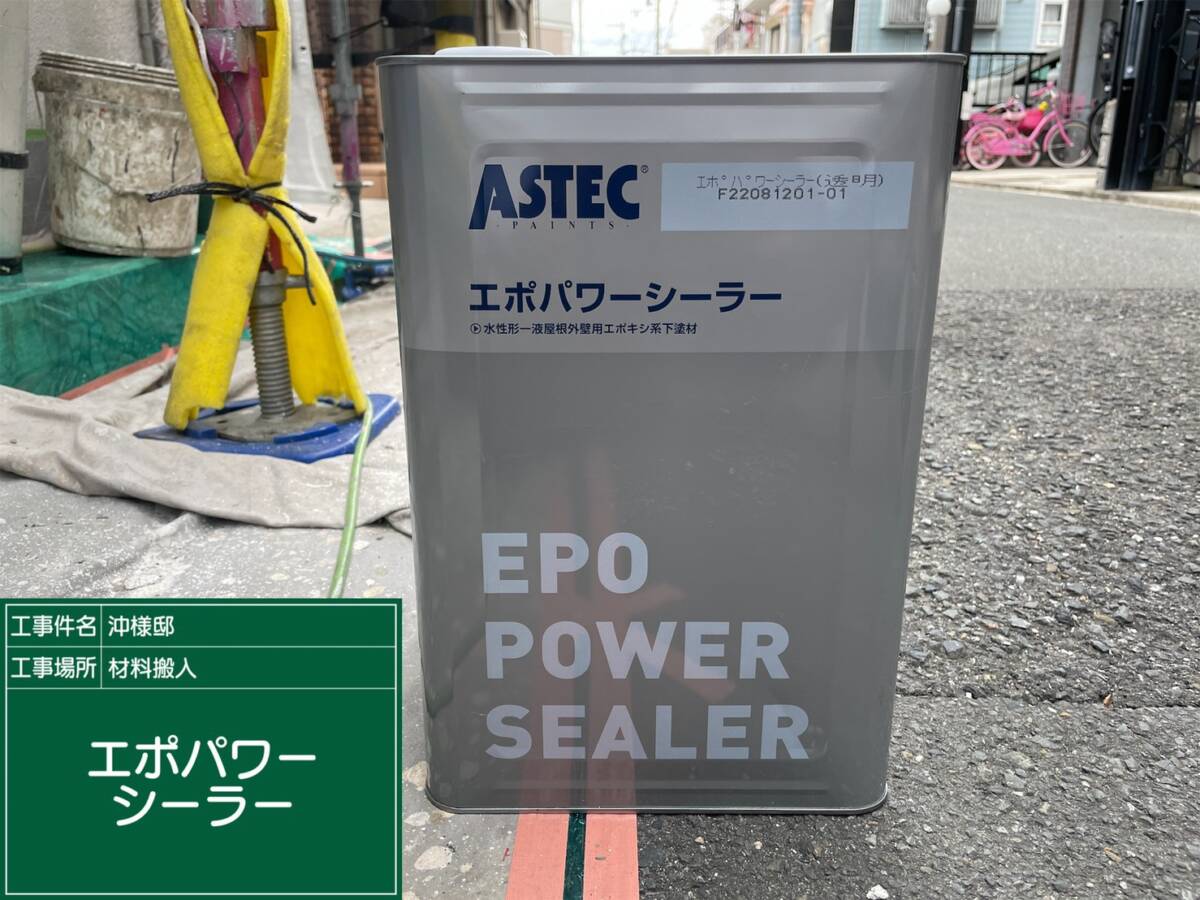 ASTEC®
PAINTS
エポパワーシーラー(透明)
F22081201-01
エポパワーシーラー
水性形一液屋根外壁用エポキシ系下塗材
EPO
POWER
SEALER
工事件名 沖様邸
工事場所 材料搬入
エポパワー
シーラー